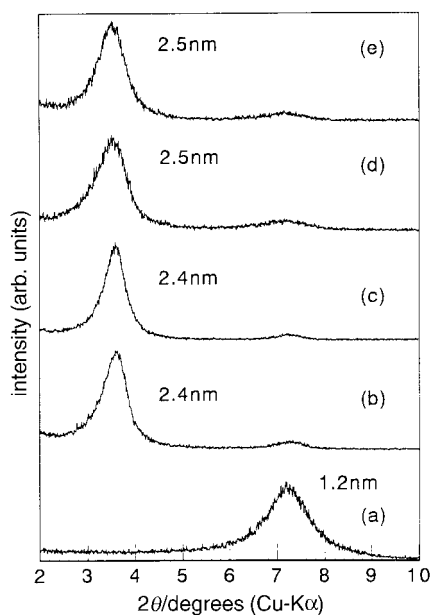 2.5nm (e)
2.5nm (d)
2.4nm (c)
2.4nm (b)
1.2nm
(a)
intensity (arb. units)
2 3 4 5 6 7 8 9 10
2θ/degrees (Cu-Kα)